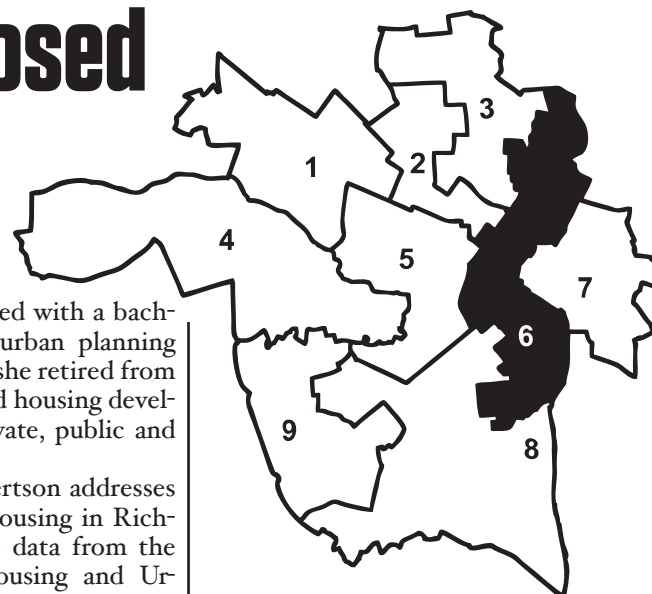 osed
ed with a bach-
urban planning
she retired from
d housing devel-
vate, public and
ertson addresses
ousing in Rich-
data from the
ousing and Ur-
1
2
3
4
5
6
7
8
9